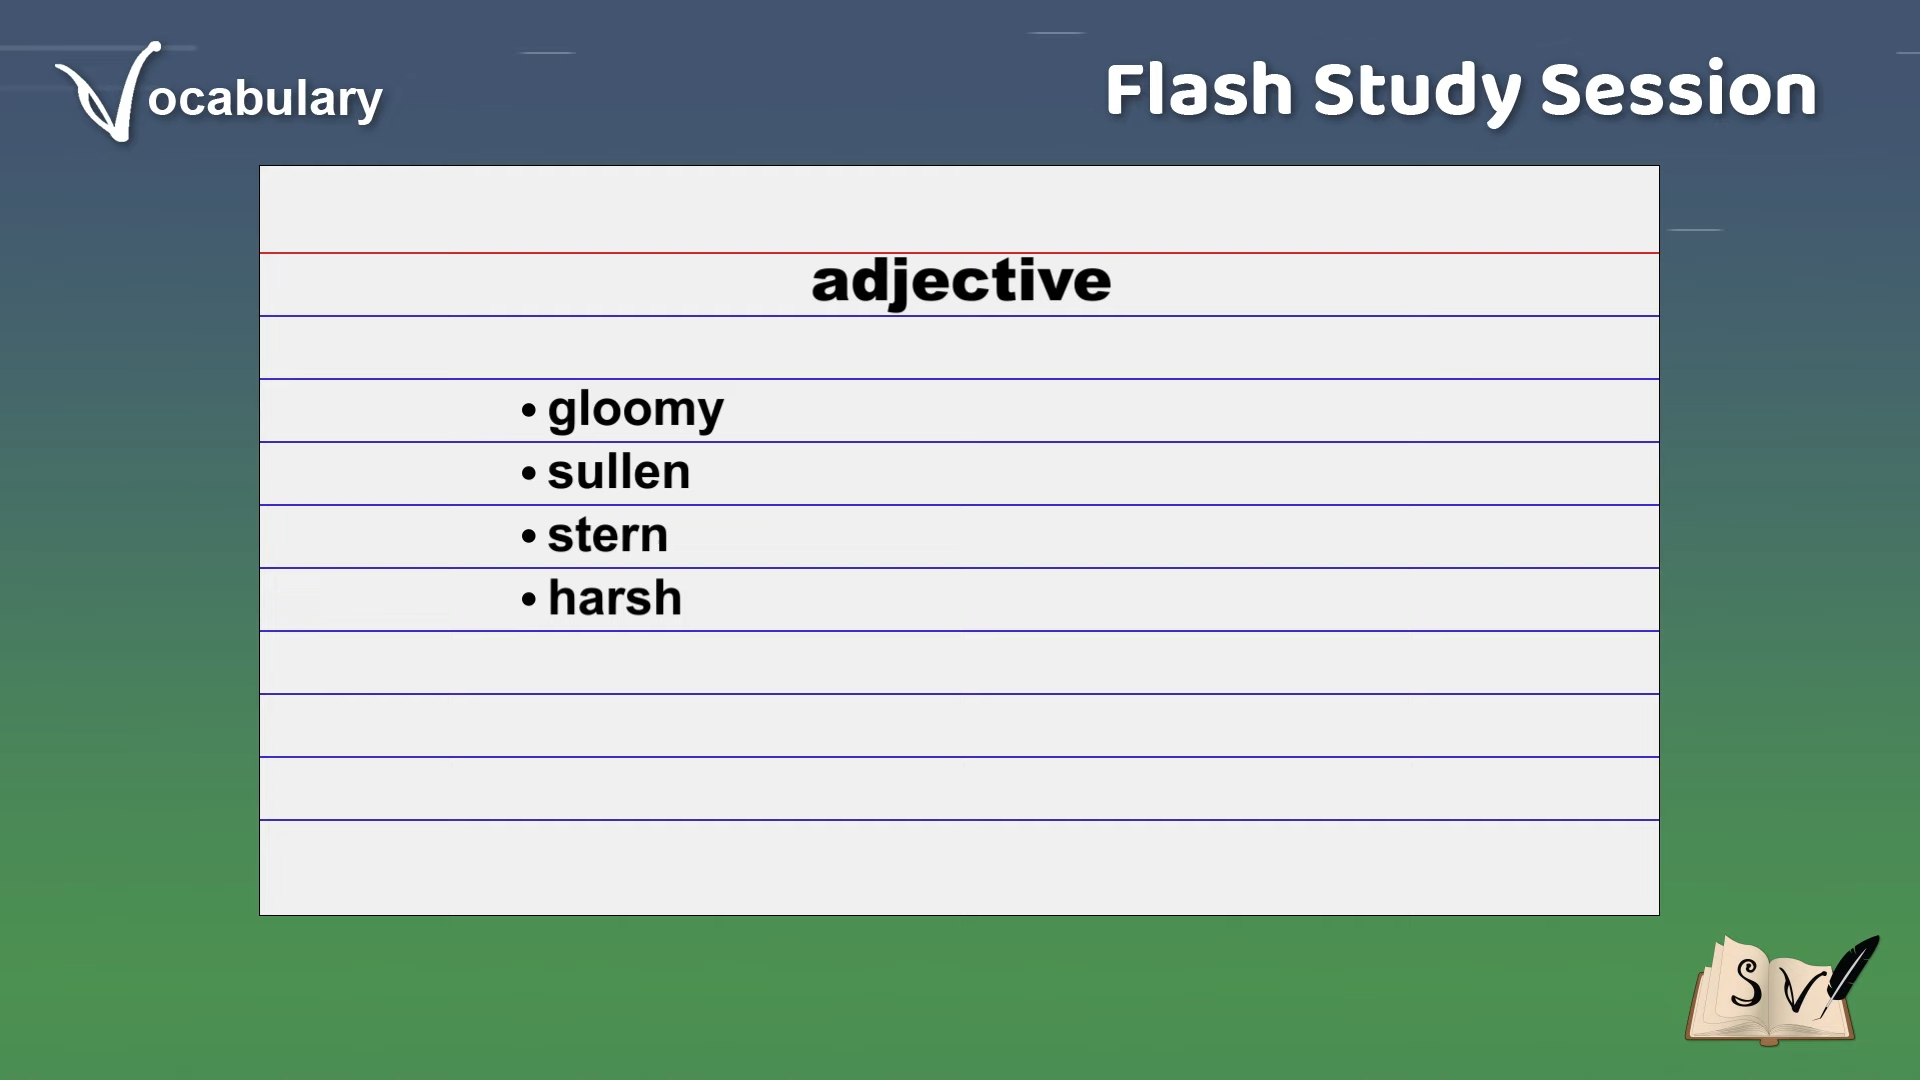 Vocabulary
Flash Study Session
adjective
• gloomy
• sullen
• stern
• harsh
S V